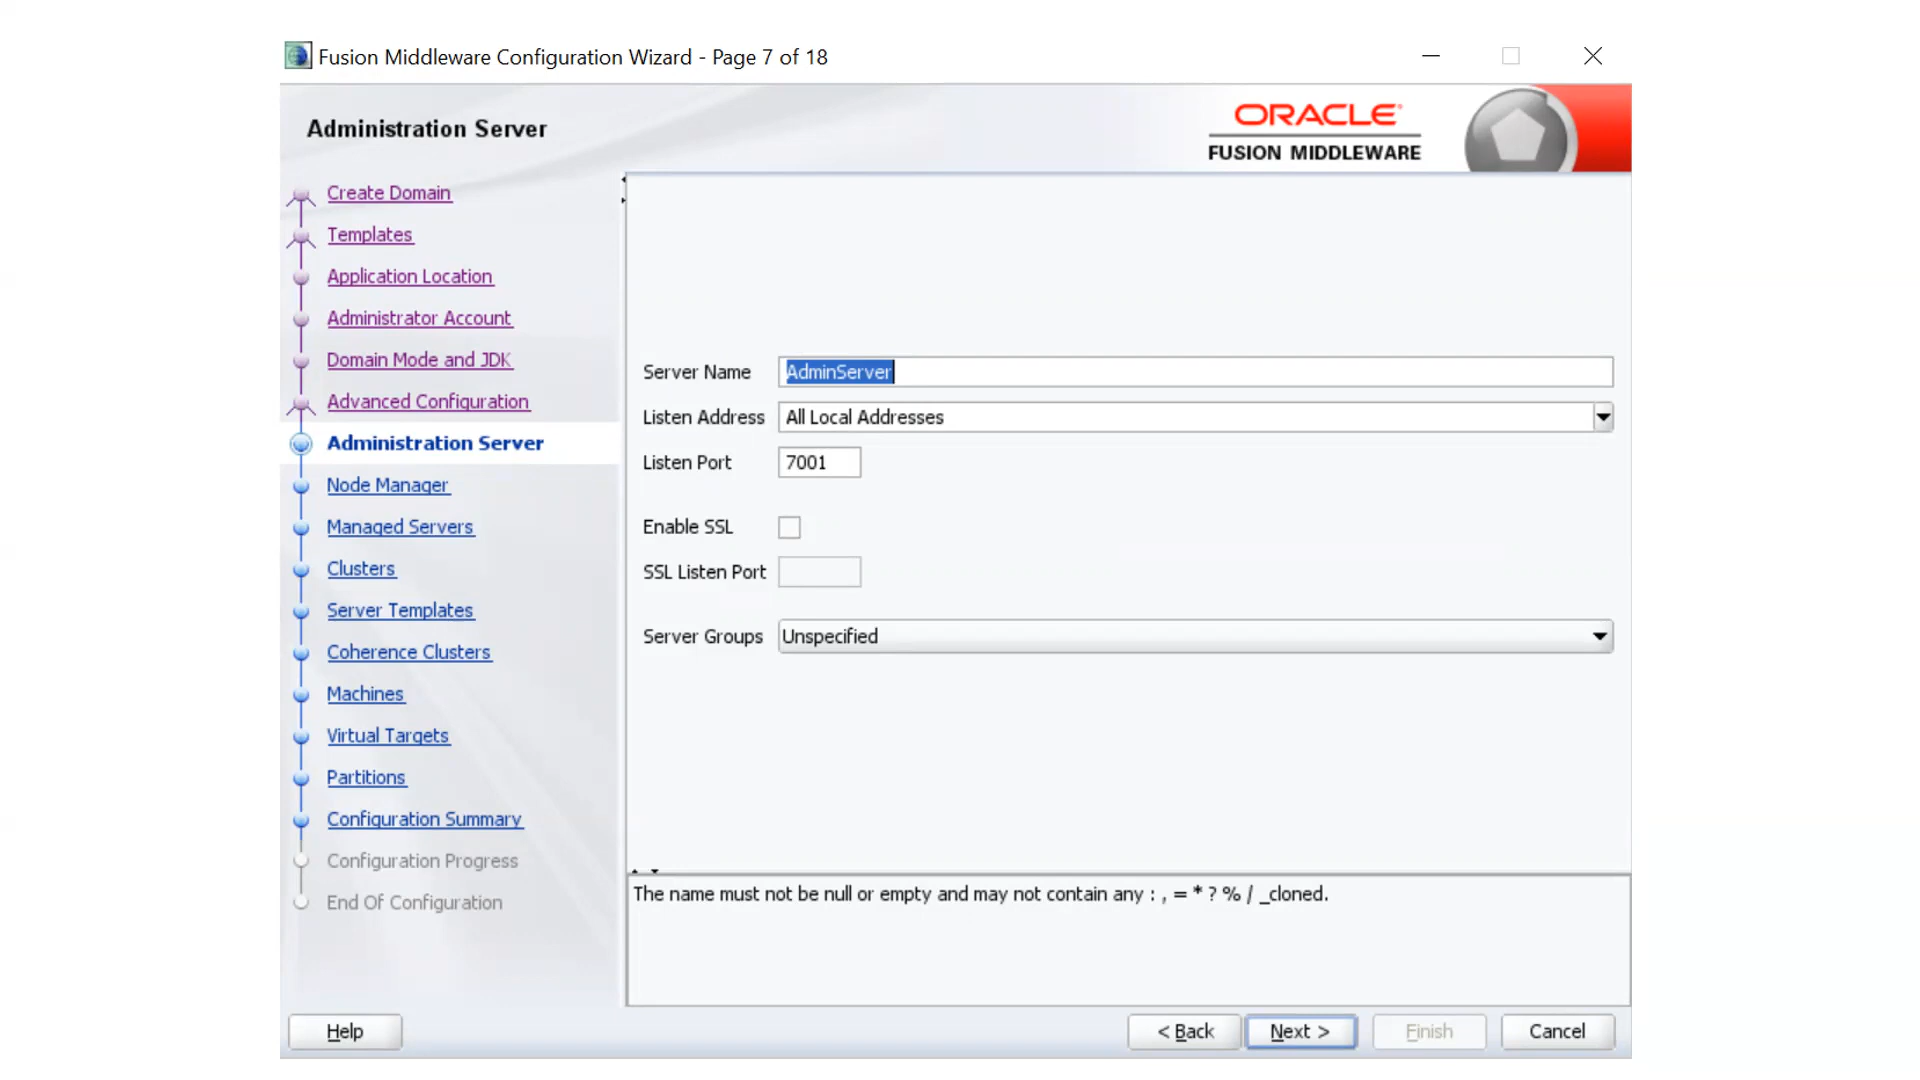 Fusion Middleware Configuration Wizard - Page 7 of 18
Administration Server
ORACLE
FUSION MIDDLEWARE
Create Domain
Templates
Application Location
Administrator Account
Domain Mode and JDK
Advanced Configuration
Administration Server
Node Manager
Managed Servers
Clusters
Server Templates
Coherence Clusters
Machines
Virtual Targets
Partitions
Configuration Summary
Configuration Progress
End Of Configuration
Server Name AdminServer
Listen Address All Local Addresses
Listen Port 7001
Enable SSL
SSL Listen Port
Server Groups Unspecified
The name must not be null or empty and may not contain any : , = * ? % / _cloned.
Help < Back Next > Finish Cancel